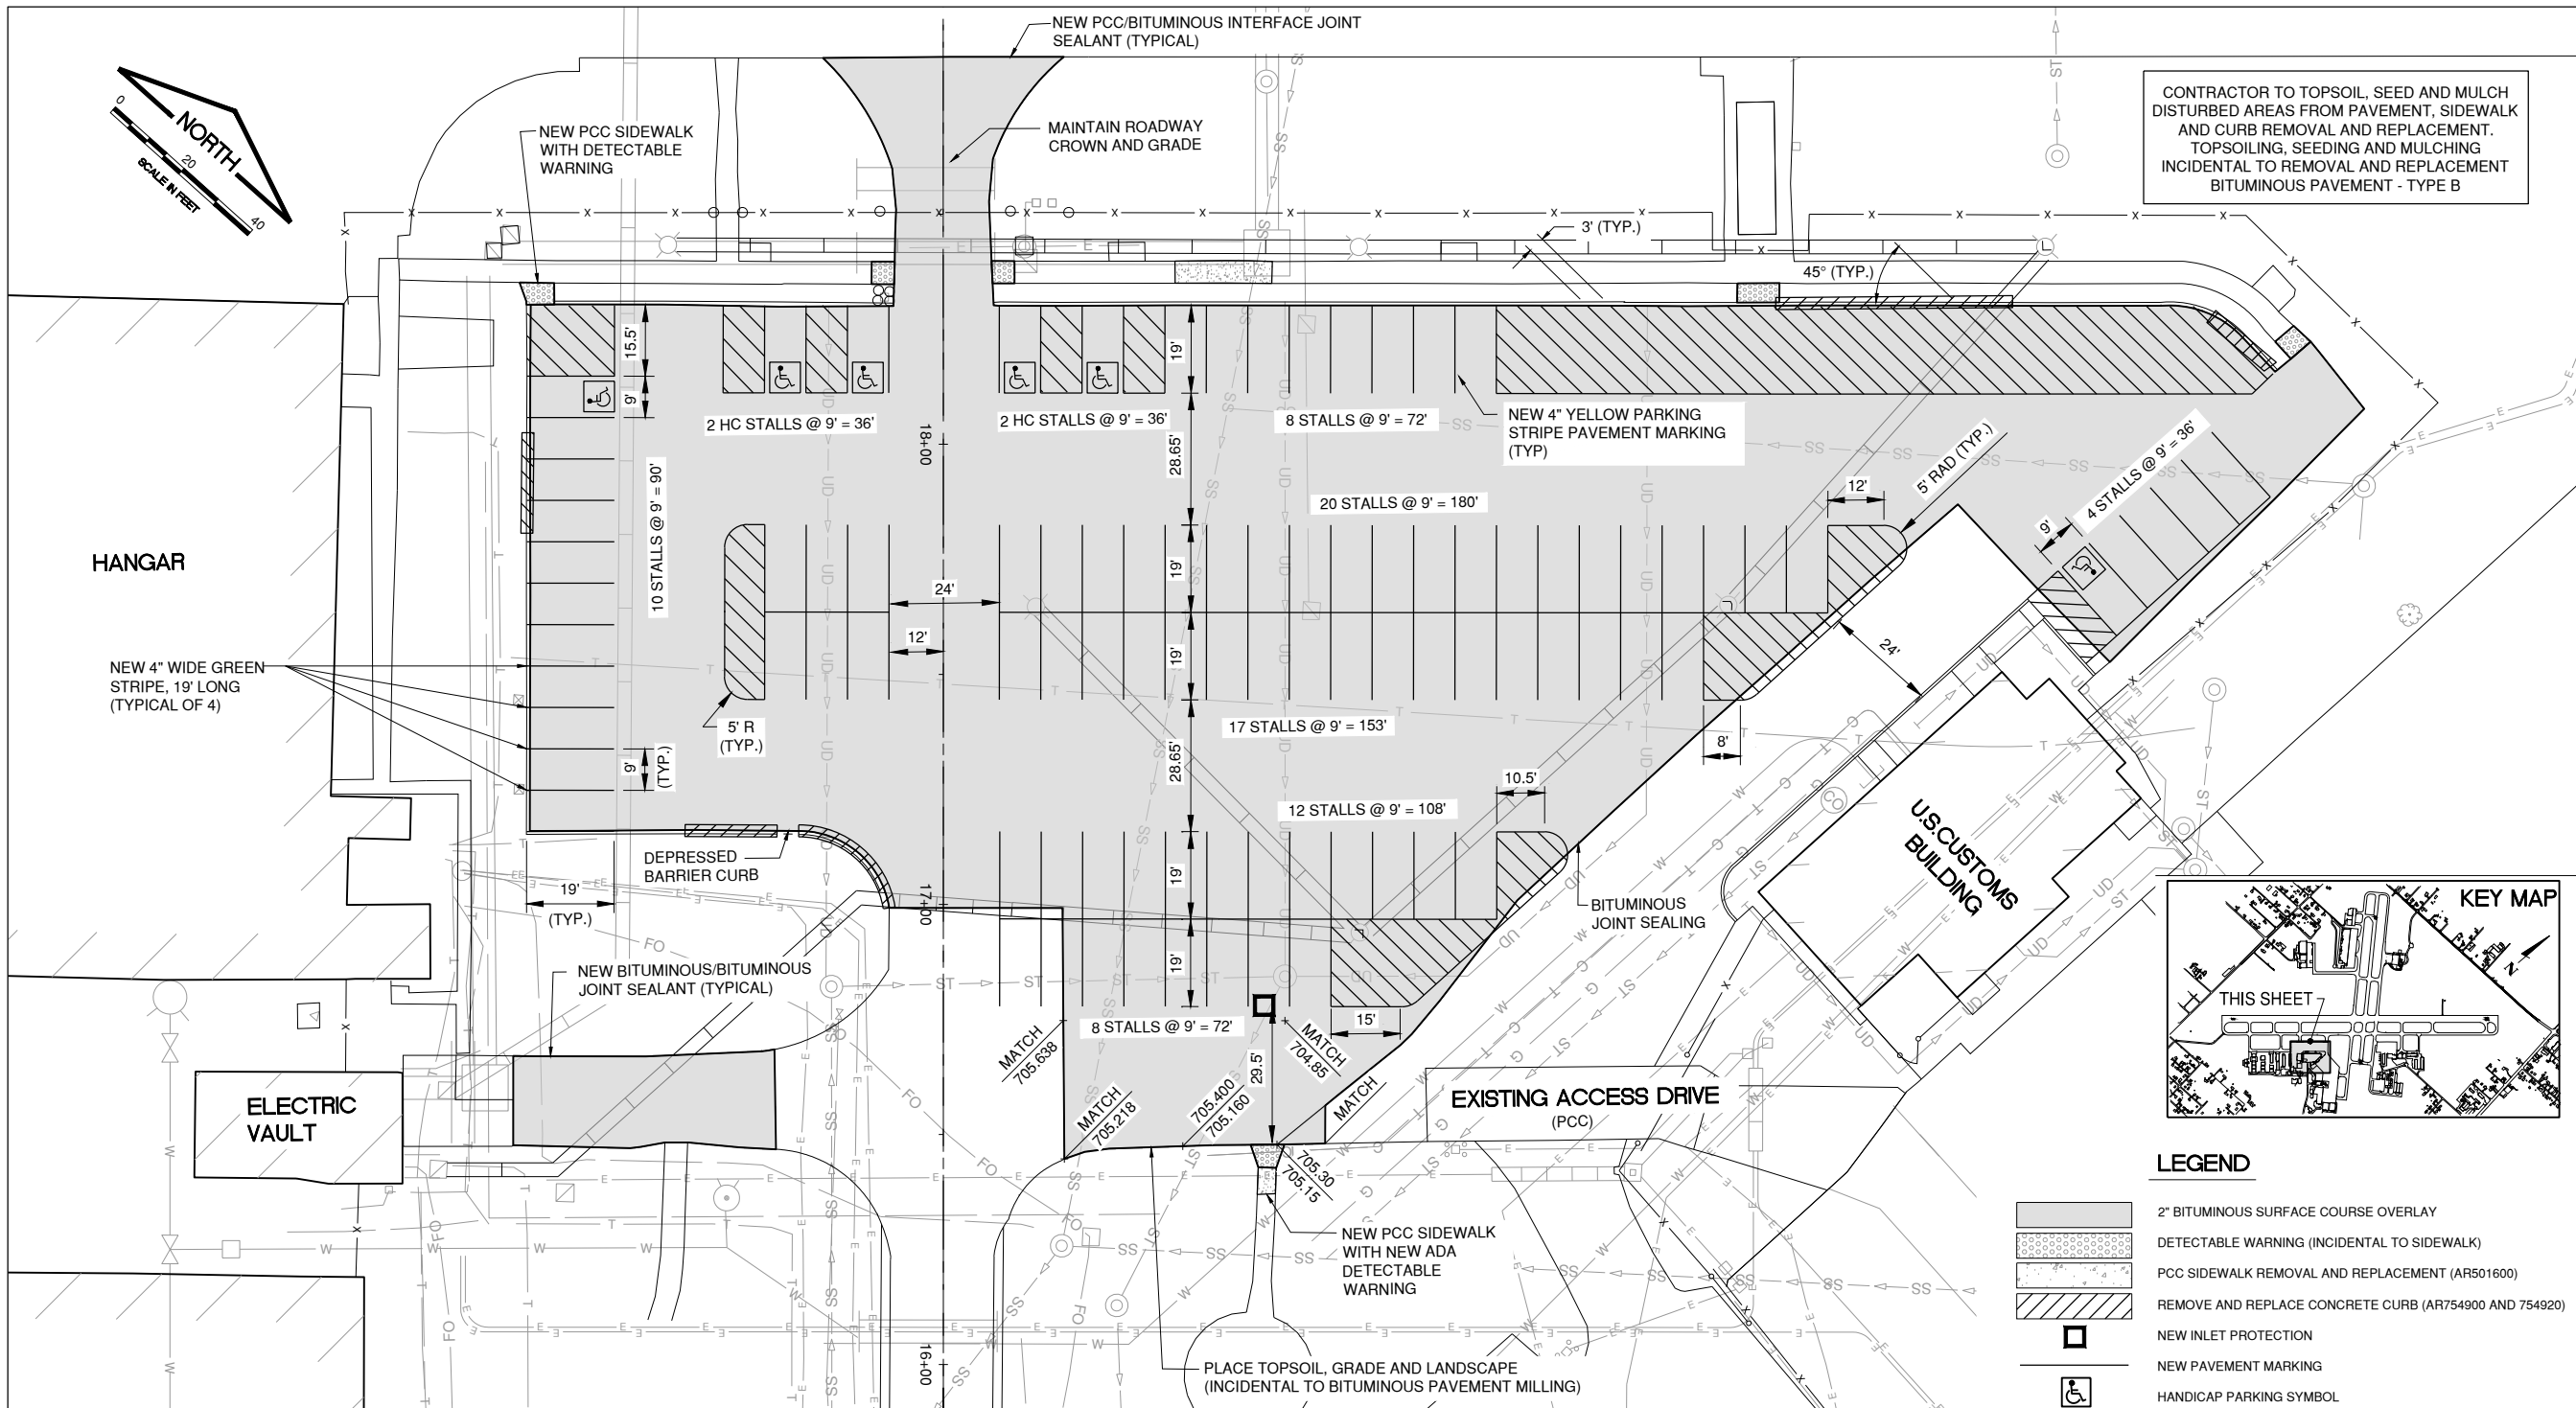 NEW PCC/BITUMINOUS INTERFACE JOINT
SEALANT (TYPICAL)
NORTH
0
20
40
SCALE IN FEET
NEW PCC SIDEWALK
WITH DETECTABLE
WARNING
MAINTAIN ROADWAY
CROWN AND GRADE
CONTRACTOR TO TOPSOIL, SEED AND MULCH
DISTURBED AREAS FROM PAVEMENT, SIDEWALK
AND CURB REMOVAL AND REPLACEMENT.
TOPSOILING, SEEDING AND MULCHING
INCIDENTAL TO REMOVAL AND REPLACEMENT
BITUMINOUS PAVEMENT - TYPE B
3' (TYP.)
45° (TYP.)
15.5'
9'
19'
2 HC STALLS @ 9' = 36'
2 HC STALLS @ 9' = 36'
8 STALLS @ 9' = 72'
NEW 4" YELLOW PARKING
STRIPE PAVEMENT MARKING
(TYP)
18+00
28.65'
10 STALLS @ 9' = 90'
20 STALLS @ 9' = 180'
12'
5' RAD (TYP.)
9'
4 STALLS @ 9' = 36'
HANGAR
19'
24'
12'
19'
24'
NEW 4" WIDE GREEN
STRIPE, 19' LONG
(TYPICAL OF 4)
5' R
(TYP.)
17 STALLS @ 9' = 153'
8'
9'
(TYP.)
28.65'
10.5'
12 STALLS @ 9' = 108'
U.S.CUSTOMS
BUILDING
DEPRESSED
BARRIER CURB
19'
(TYP.)
17+00
19'
BITUMINOUS
JOINT SEALING
KEY MAP
N
THIS SHEET
NEW BITUMINOUS/BITUMINOUS
JOINT SEALANT (TYPICAL)
19'
8 STALLS @ 9' = 72'
15'
MATCH
705.638
MATCH
704.85
29.5'
MATCH
705.218
705.400
705.160
MATCH
ELECTRIC
VAULT
EXISTING ACCESS DRIVE
(PCC)
705.30
705.15
NEW PCC SIDEWALK
WITH NEW ADA
DETECTABLE
WARNING
16+00
PLACE TOPSOIL, GRADE AND LANDSCAPE
(INCIDENTAL TO BITUMINOUS PAVEMENT MILLING)
LEGEND
2" BITUMINOUS SURFACE COURSE OVERLAY
DETECTABLE WARNING (INCIDENTAL TO SIDEWALK)
PCC SIDEWALK REMOVAL AND REPLACEMENT (AR501600)
REMOVE AND REPLACE CONCRETE CURB (AR754900 AND 754920)
NEW INLET PROTECTION
NEW PAVEMENT MARKING
HANDICAP PARKING SYMBOL